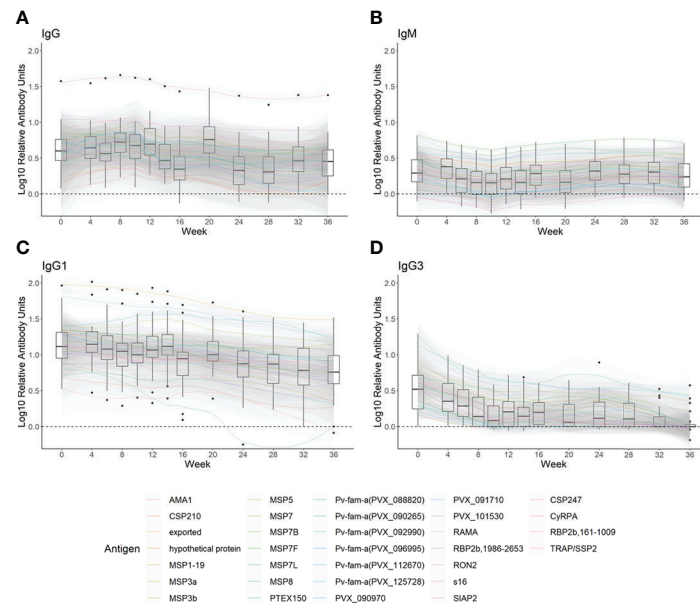 A
IgG
Log10 Relative Antibody Units
2.0
1.5
1.0
0.5
0.0
0 4 8 12 16 20 24 28 32 36
Week
B
IgM
Log10 Relative Antibody Units
2.0
1.5
1.0
0.5
0.0
0 4 8 12 16 20 24 28 32 36
Week
C
IgG1
Log10 Relative Antibody Units
2.0
1.5
1.0
0.5
0.0
0 4 8 12 16 20 24 28 32 36
Week
D
IgG3
Log10 Relative Antibody Units
2.0
1.5
1.0
0.5
0.0
0 4 8 12 16 20 24 28 32 36
Week
Antigen
AMA1
CSP210
exported
hypothetical protein
MSP1-19
MSP3a
MSP3b
MSP5
MSP7
MSP7B
MSP7F
MSP7L
MSP8
PTEX150
Pv-fam-a(PVX_088820)
Pv-fam-a(PVX_090265)
Pv-fam-a(PVX_092990)
Pv-fam-a(PVX_096995)
Pv-fam-a(PVX_112670)
Pv-fam-a(PVX_125728)
PVX_090970
PVX_091710
PVX_101530
RAMA
RBP2b,1986-2653
RON2
s16
SIAP2
CSP247
CyRPA
RBP2b,161-1009
TRAP/SSP2